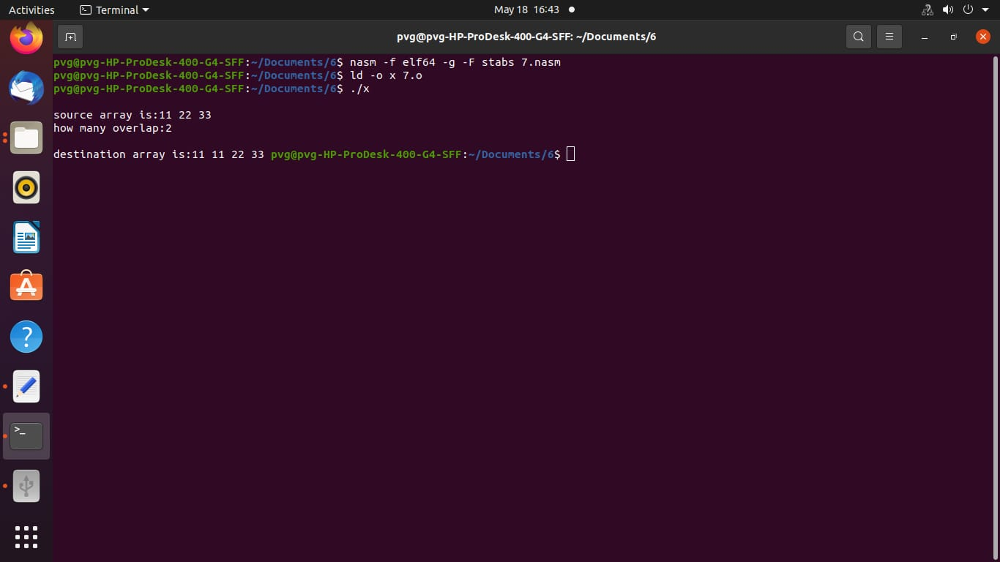 Activities Terminal May 18 16:43
pvg@pvg-HP-ProDesk-400-G4-SFF: ~/Documents/6
pvg@pvg-HP-ProDesk-400-G4-SFF:~/Documents/6$ nasm -f elf64 -g -F stabs 7.nasm
pvg@pvg-HP-ProDesk-400-G4-SFF:~/Documents/6$ ld -o x 7.o
pvg@pvg-HP-ProDesk-400-G4-SFF:~/Documents/6$ ./x
source array is:11 22 33
how many overlap:2
destination array is:11 11 22 33 pvg@pvg-HP-ProDesk-400-G4-SFF:~/Documents/6$